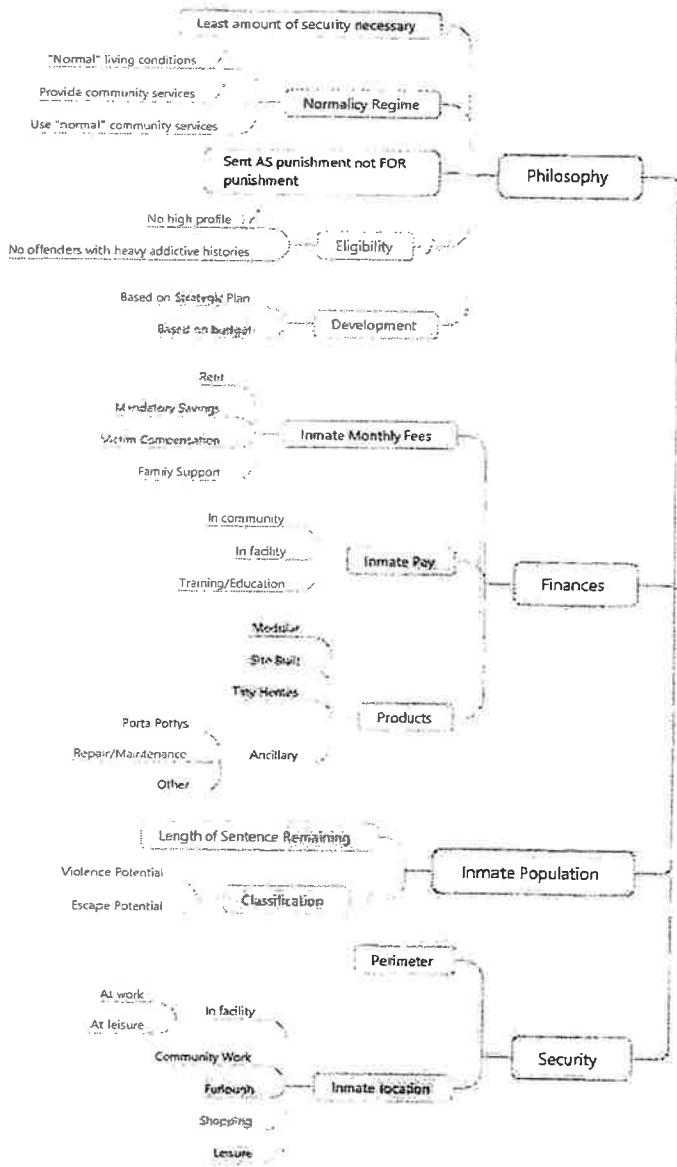 Least amount of security necessary
"Normal" living conditions
Provide community services
Use "normal" community services
Normalicy Regime
Sent AS punishment not FOR
punishment
Philosophy
No high profile
No offenders with heavy addictive histories
Eligibility
Based on Strategic Plan
Based on budget
Development
Rent
Mandatory Savings
Victim Compensation
Family Support
Inmate Monthly Fees
In community
In facility
Training/Education
Inmate Pay
Finances
Modular
Site Built
Tiny Homes
Products
Porta Pottys
Repair/Maintenance
Other
Ancillary
Length of Sentence Remaining
Violence Potential
Escape Potential
Classification
Inmate Population
Perimeter
At work
At leisure
In facility
Community Work
Furlough
Shopping
Leisure
Inmate location
Security